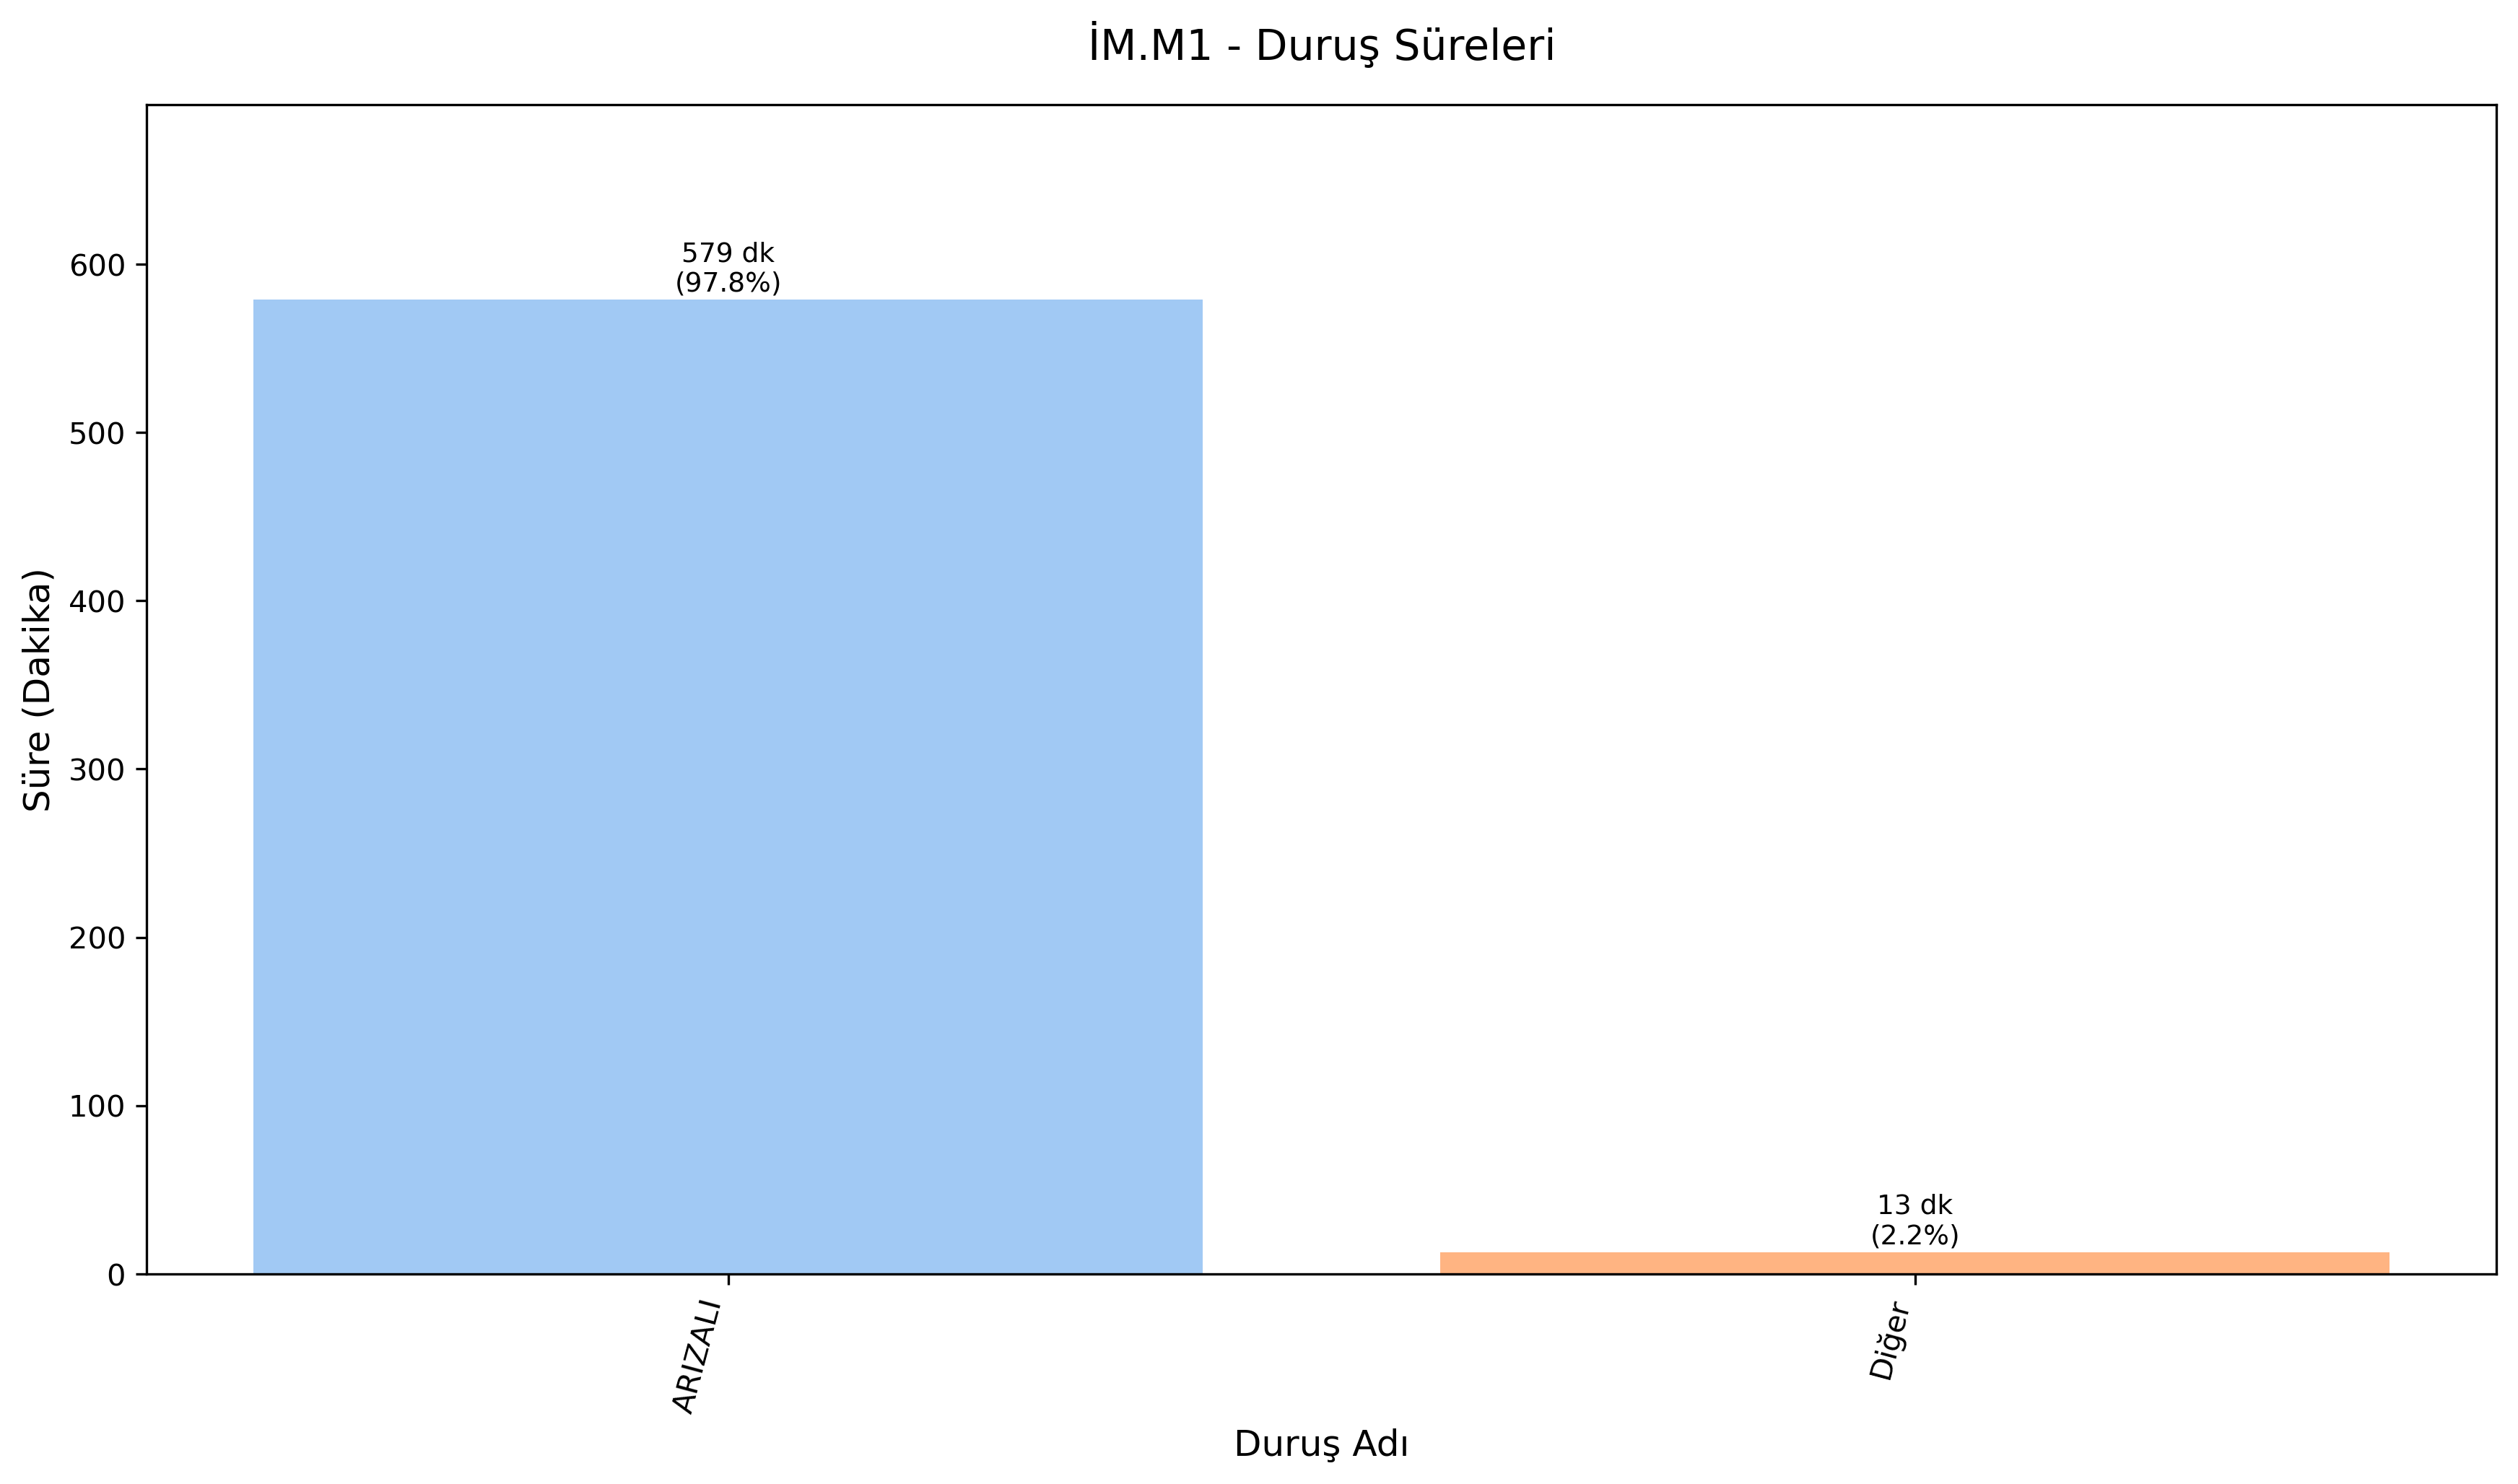 İM.M1 - Duruş Süreleri
Süre (Dakika)
600
500
400
300
200
100
0
579 dk
(97.8%)
13 dk
(2.2%)
ARIZALI
Diğer
Duruş Adı